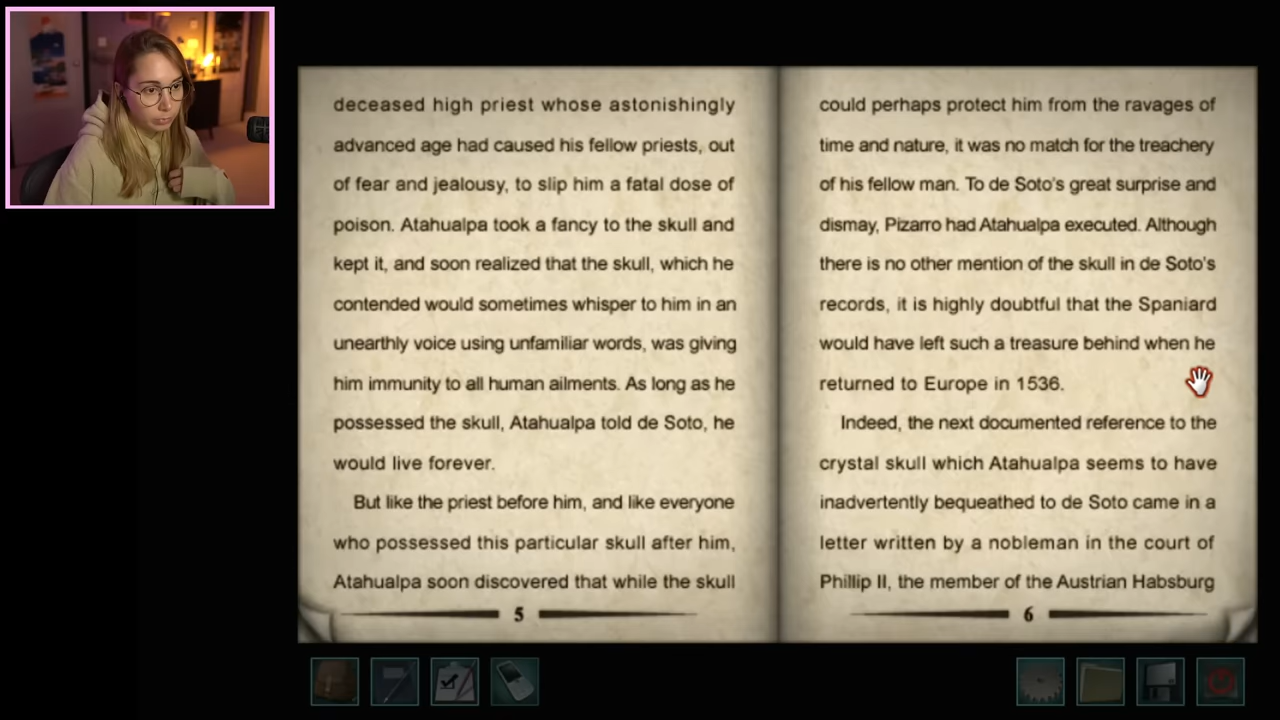 deceased high priest whose astonishingly
advanced age had caused his fellow priests, out
of fear and jealousy, to slip him a fatal dose of
poison. Atahualpa took a fancy to the skull and
kept it, and soon realized that the skull, which he
contended would sometimes whisper to him in an
unearthly voice using unfamiliar words, was giving
him immunity to all human ailments. As long as he
possessed the skull, Atahualpa told de Soto, he
would live forever.
But like the priest before him, and like everyone
who possessed this particular skull after him,
Atahualpa soon discovered that while the skull
5
could perhaps protect him from the ravages of
time and nature, it was no match for the treachery
of his fellow man. To de Soto's great surprise and
dismay, Pizarro had Atahualpa executed. Although
there is no other mention of the skull in de Soto's
records, it is highly doubtful that the Spaniard
would have left such a treasure behind when he
returned to Europe in 1536.
Indeed, the next documented reference to the
crystal skull which Atahualpa seems to have
inadvertently bequeathed to de Soto came in a
letter written by a nobleman in the court of
Phillip II, the member of the Austrian Habsburg
6